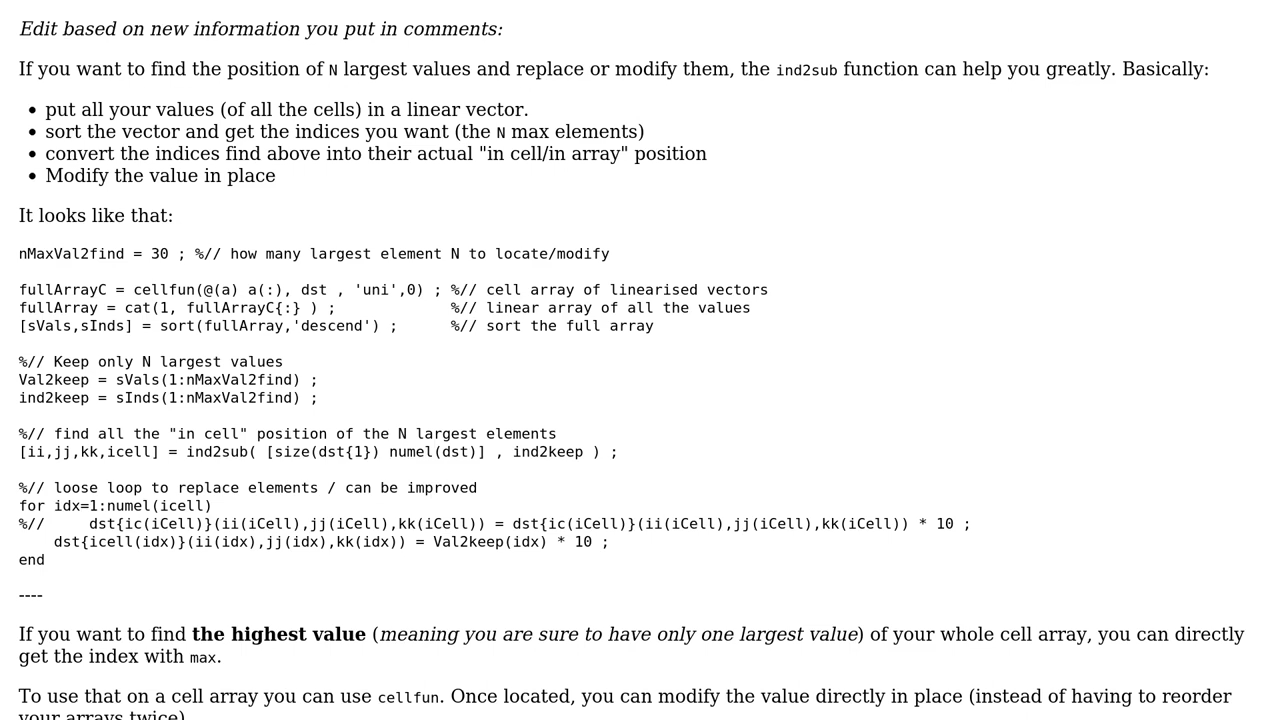 Edit based on new information you put in comments:
If you want to find the position of N largest values and replace or modify them, the ind2sub function can help you greatly. Basically:
• put all your values (of all the cells) in a linear vector.
• sort the vector and get the indices you want (the N max elements)
• convert the indices find above into their actual "in cell/in array" position
• Modify the value in place
It looks like that:
nMaxVal2find = 30 ; %// how many largest element N to locate/modify
fullArrayC = cellfun(@(a) a(:), dst , 'uni',0) ; %// cell array of linearised vectors
fullArray = cat(1, fullArrayC{:} ) ;             %// linear array of all the values
[sVals,sInds] = sort(fullArray,'descend') ;      %// sort the full array
%// Keep only N largest values
Val2keep = sVals(1:nMaxVal2find) ;
ind2keep = sInds(1:nMaxVal2find) ;
%// find all the "in cell" position of the N largest elements
[ii,jj,kk,icell] = ind2sub( [size(dst{1}) numel(dst)] , ind2keep ) ;
%// loose loop to replace elements / can be improved
for idx=1:numel(icell)
%//     dst{ic(iCell)}(ii(iCell),jj(iCell),kk(iCell)) = dst{ic(iCell)}(ii(iCell),jj(iCell),kk(iCell)) * 10 ;
    dst{icell(idx)}(ii(idx),jj(idx),kk(idx)) = Val2keep(idx) * 10 ;
end
----
If you want to find the highest value (meaning you are sure to have only one largest value) of your whole cell array, you can directly
get the index with max.
To use that on a cell array you can use cellfun. Once located, you can modify the value directly in place (instead of having to reorder
your arrays twice)